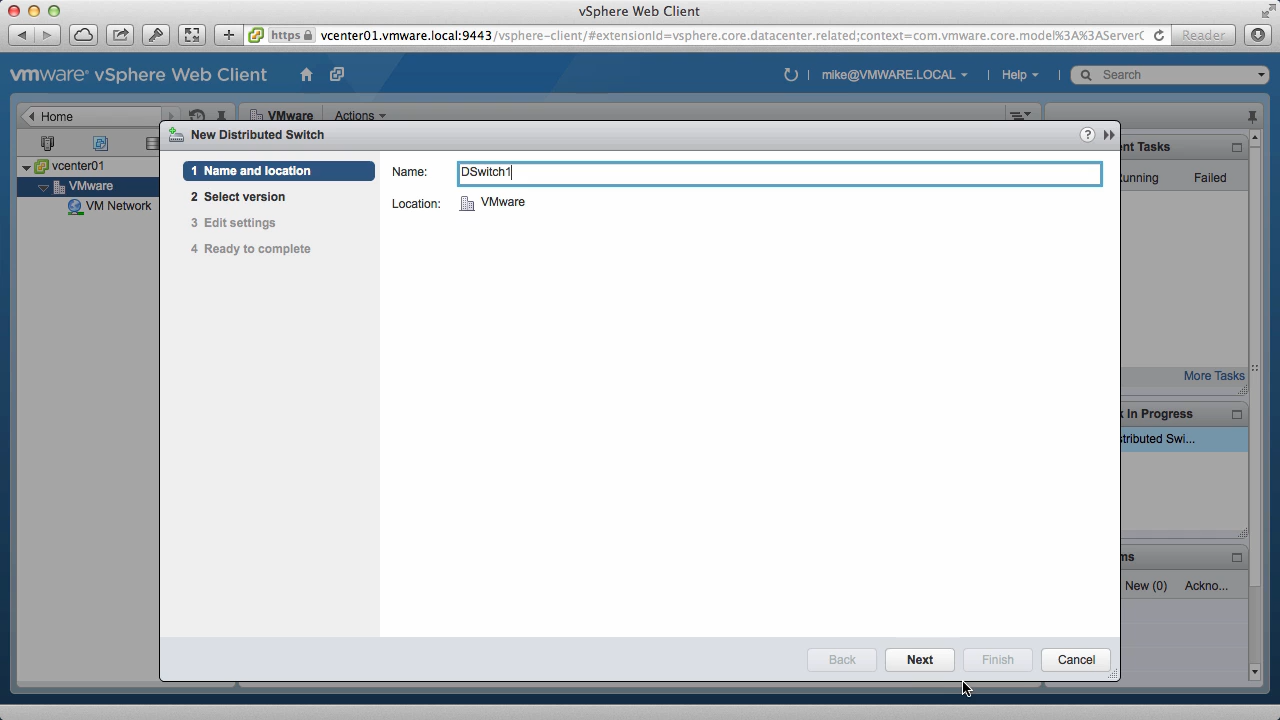 vSphere Web Client
https vcenter01.vmware.local:9443/vsphere-client/#extensionId=vsphere.core.datacenter.related;context=com.vmware.core.model%3A%3AServerO Reader
vmware® vSphere Web Client mike@VMWARE.LOCAL Help Search
Home VMware Actions
New Distributed Switch ?
vcenter01
VMware
VM Network
1 Name and location
2 Select version
3 Edit settings
4 Ready to complete
Name: DSwitch1
Location: VMware
ent Tasks
unning Failed
More Tasks
k In Progress
stributed Swi...
ms
New (0) Ackno...
Back Next Finish Cancel